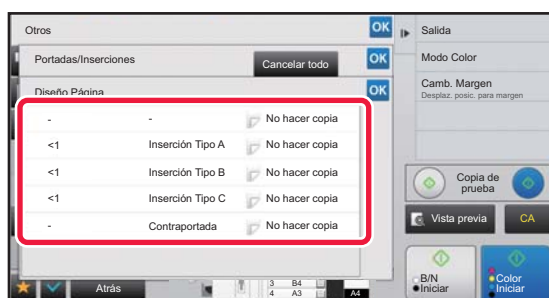 Otros
OK
Portadas/Inserciones
Cancelar todo
OK
Diseño Página
OK
- - No hacer copia
<1 Inserción Tipo A No hacer copia
<1 Inserción Tipo B No hacer copia
<1 Inserción Tipo C No hacer copia
- Contraportada No hacer copia
Atrás
3 B4
4 A3
A4
Salida
Modo Color
Camb. Margen
Desplaz. posic. para margen
Copia de
prueba
Vista previa
CA
B/N
Iniciar
Color
Iniciar